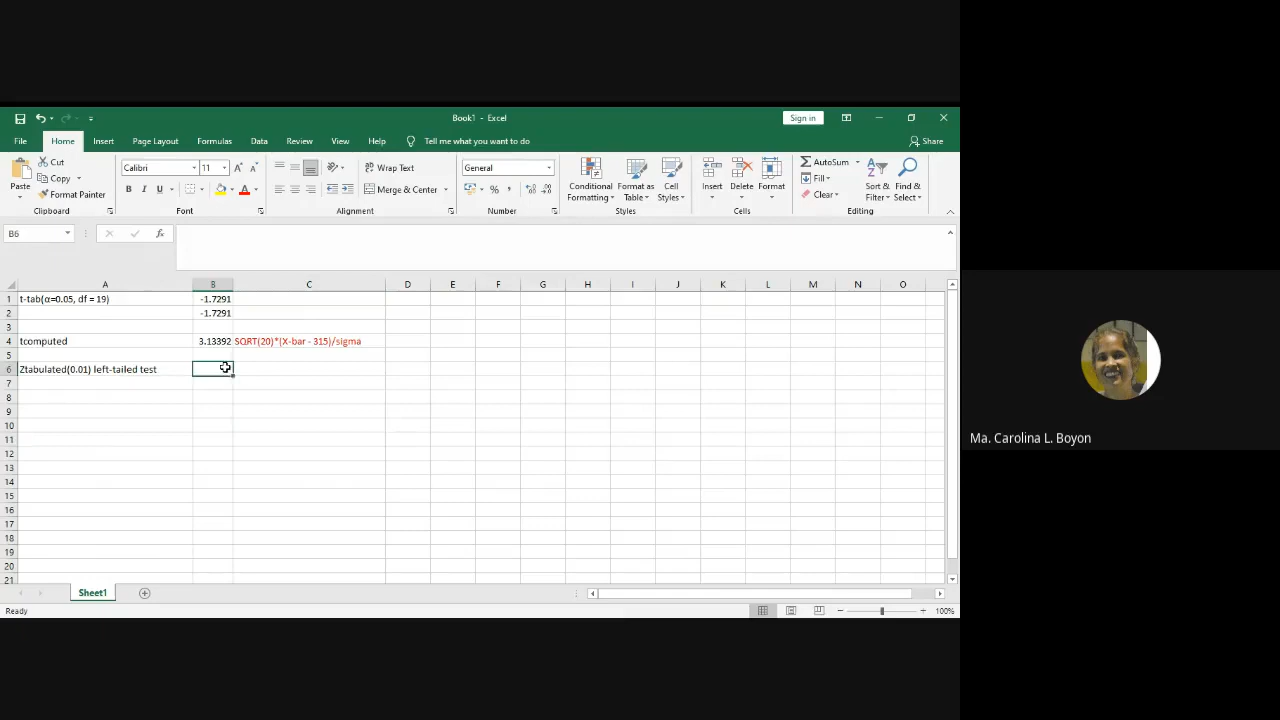 Book1 - Excel
Sign in
File Home Insert Page Layout Formulas Data Review View Help Tell me what you want to do Share
Cut
Copy
Format Painter
Paste
Clipboard
Calibri 11
B I U
Font
Wrap Text
Merge & Center
Alignment
General
Number
Conditional Formatting
Format as Table
Cell Styles
Styles
Insert Delete Format
Cells
AutoSum
Fill
Clear
Sort & Filter
Find & Select
Editing
B6
fx
A B C D E F G H I J K L M N O
1 t-tab(α=0.05, df = 19) -1.7291
2 -1.7291
3
4 tcomputed 3.13392 SQRT(20)*(X-bar - 315)/sigma
5
6 Ztabulated(0.01) left-tailed test
7
8
9
10
11
12
13
14
15
16
17
18
19
20
21
Sheet1
Ready
100%
Ma. Carolina L. Boyon